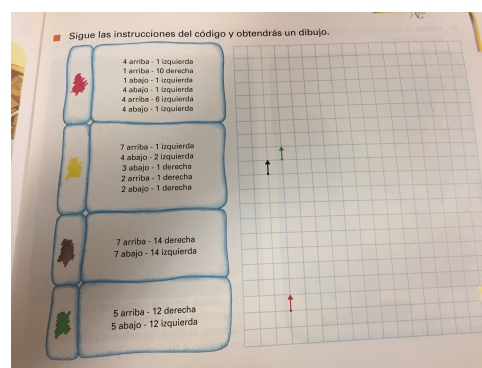 Sigue las instrucciones del código y obtendrás un dibujo.
4 arriba - 1 izquierda
1 arriba - 10 derecha
1 abajo - 1 izquierda
4 abajo - 1 izquierda
4 arriba - 6 izquierda
4 abajo - 1 izquierda
7 arriba - 1 izquierda
4 abajo - 2 izquierda
3 abajo - 1 derecha
2 arriba - 1 derecha
2 abajo - 1 derecha
7 arriba - 14 derecha
7 abajo - 14 izquierda
5 arriba - 12 derecha
5 abajo - 12 izquierda